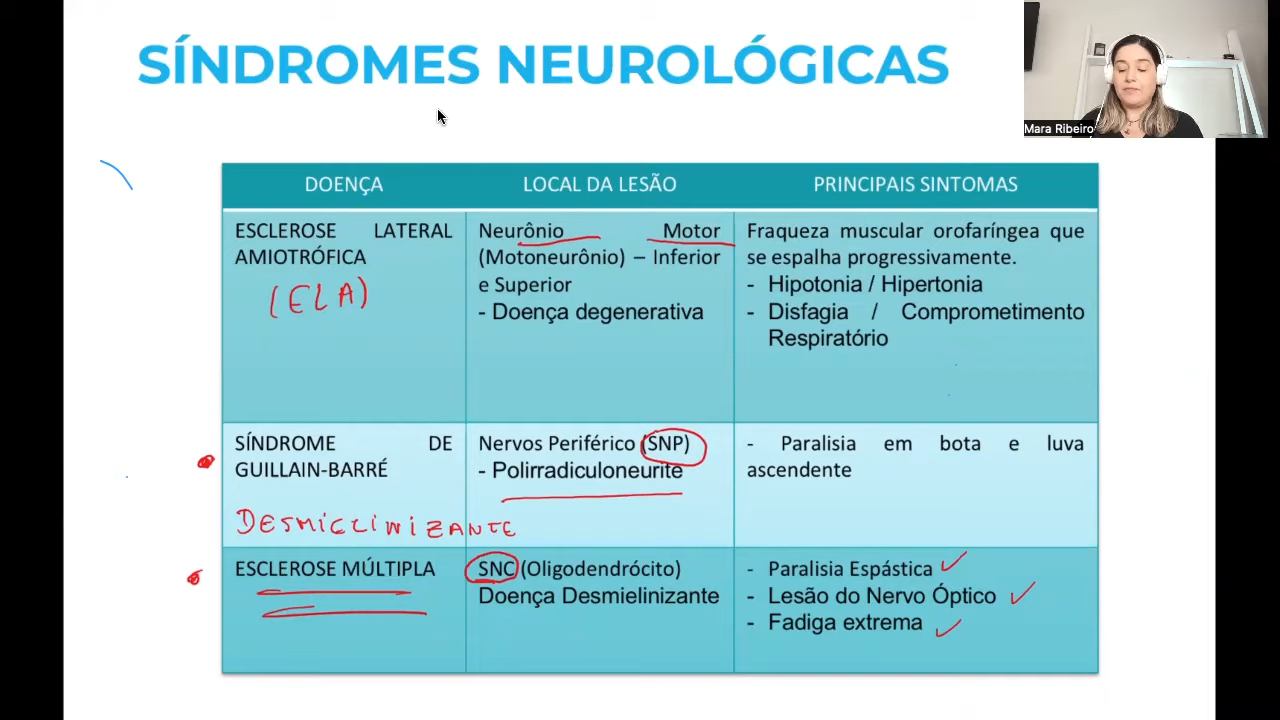 SÍNDROMES NEUROLÓGICAS
Mara Ribeiro
DOENÇA
LOCAL DA LESÃO
PRINCIPAIS SINTOMAS
ESCLEROSE LATERAL
AMIOTRÓFICA
(ELA)
Neurônio Motor
(Motoneurônio) – Inferior
e Superior
- Doença degenerativa
Fraqueza muscular orofaríngea que
se espalha progressivamente.
- Hipotonia / Hipertonia
- Disfagia / Comprometimento
Respiratório
SÍNDROME DE
GUILLAIN-BARRÉ
DESMIELINIZANTE
Nervos Periférico (SNP)
- Polirradiculoneurite
- Paralisia em bota e luva
ascendente
ESCLEROSE MÚLTIPLA
SNC (Oligodendrócito)
Doença Desmielinizante
- Paralisia Espástica
- Lesão do Nervo Óptico
- Fadiga extrema